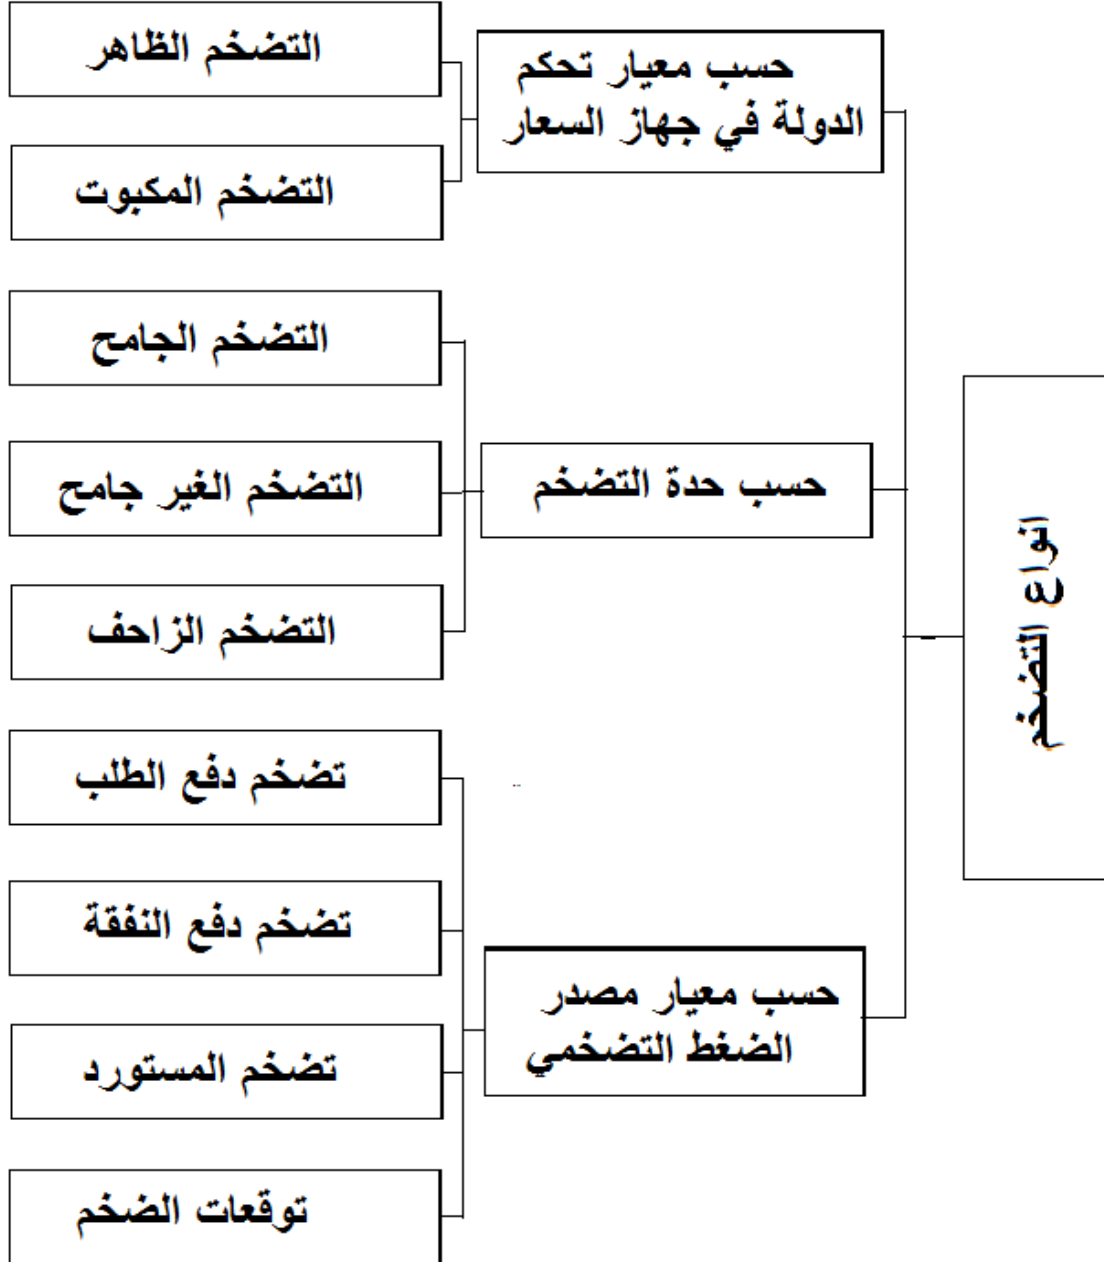 انواع التضخم
حسب معيار تحكم
الدولة في جهاز السعار
التضخم الظاهر
التضخم المكبوت
حسب حدة التضخم
التضخم الجامح
التضخم الغير جامح
التضخم الزاحف
حسب معيار مصدر
الضغط التضخمي
تضخم دفع الطلب
تضخم دفع النفقة
تضخم المستورد
توقعات الضخم